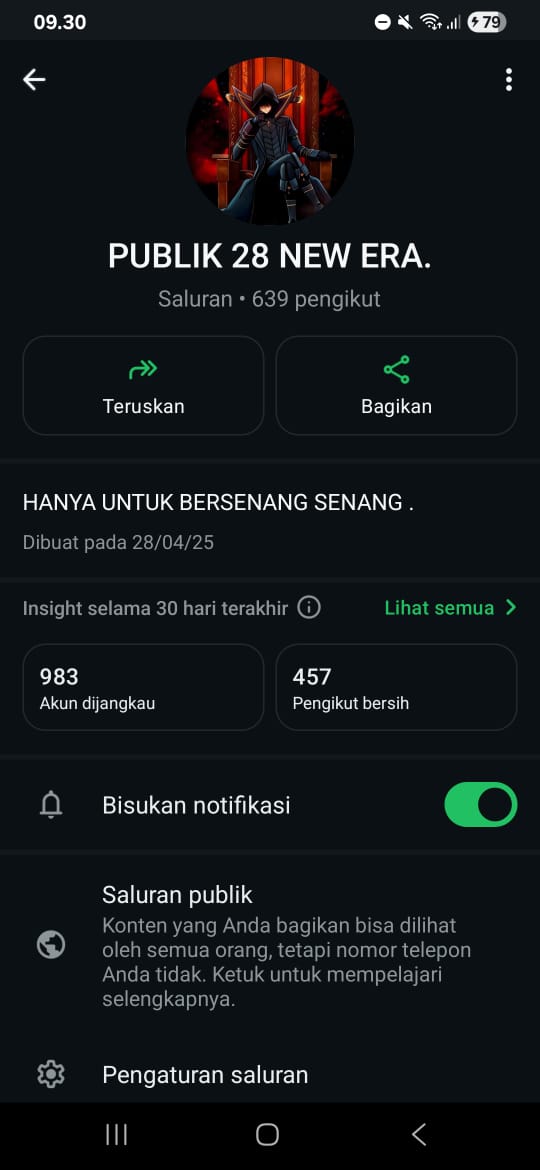 09.30
79
PUBLIK 28 NEW ERA.
Saluran • 639 pengikut
Teruskan
Bagikan
HANYA UNTUK BERSENANG SENANG .
Dibuat pada 28/04/25
Insight selama 30 hari terakhir
Lihat semua
983
Akun dijangkau
457
Pengikut bersih
Bisukan notifikasi
Saluran publik
Konten yang Anda bagikan bisa dilihat
oleh semua orang, tetapi nomor telepon
Anda tidak. Ketuk untuk mempelajari
selengkapnya.
Pengaturan saluran